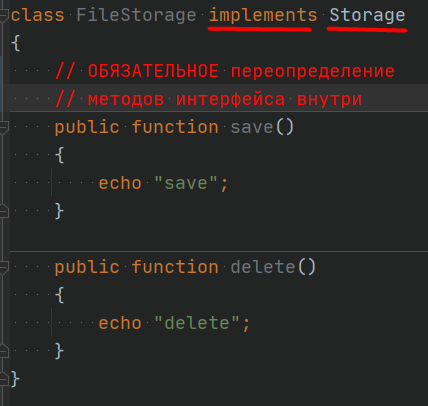 class FileStorage implements Storage
{
// ОБЯЗАТЕЛЬНОЕ переопределение
// методов интерфейса внутри
public function save()
{
echo "save";
}
public function delete()
{
echo "delete";
}
}